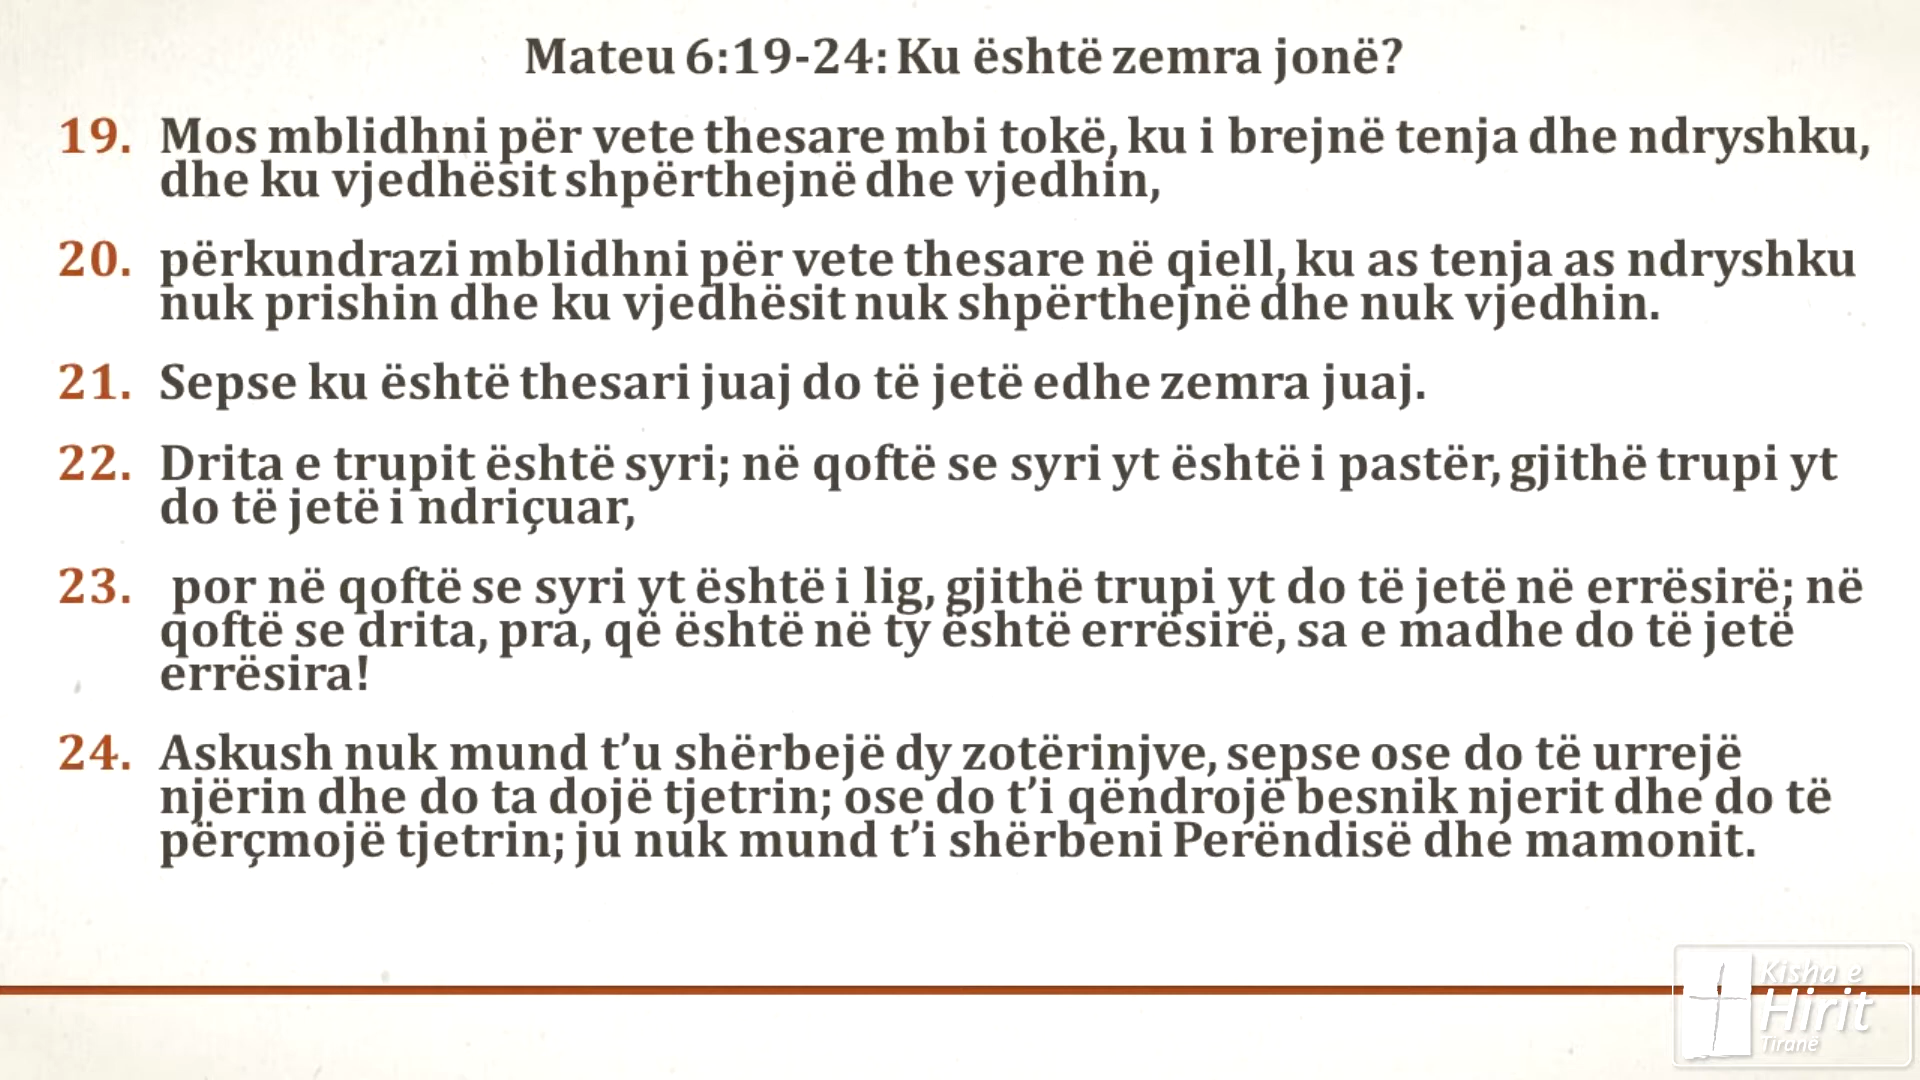 Mateu 6:19-24: Ku është zemra jonë?
19. Mos mblidhni për vete thesare mbi tokë, ku i brejnë tenja dhe ndryshku,
dhe ku vjedhësit shpërthejnë dhe vjedhin,
20. përkundrazi mblidhni për vete thesare në qiell, ku as tenja as ndryshku
nuk prishin dhe ku vjedhësit nuk shpërthejnë dhe nuk vjedhin.
21. Sepse ku është thesari juaj do të jetë edhe zemra juaj.
22. Drita e trupit është syri; në qoftë se syri yt është i pastër, gjithë trupi yt
do të jetë i ndriçuar,
23. por në qoftë se syri yt është i lig, gjithë trupi yt do të jetë në errësirë; në
qoftë se drita, pra, që është në ty është errësirë, sa e madhe do të jetë
errësira!
24. Askush nuk mund t’u shërbejë dy zotërinjve, sepse ose do të urrejë
njërin dhe do ta dojë tjetrin; ose do t’i qëndrojë besnik njerit dhe do të
përçmojë tjetrin; ju nuk mund t’i shërbeni Perëndisë dhe mamonit.
Kisha e
Hirit
Tiranë